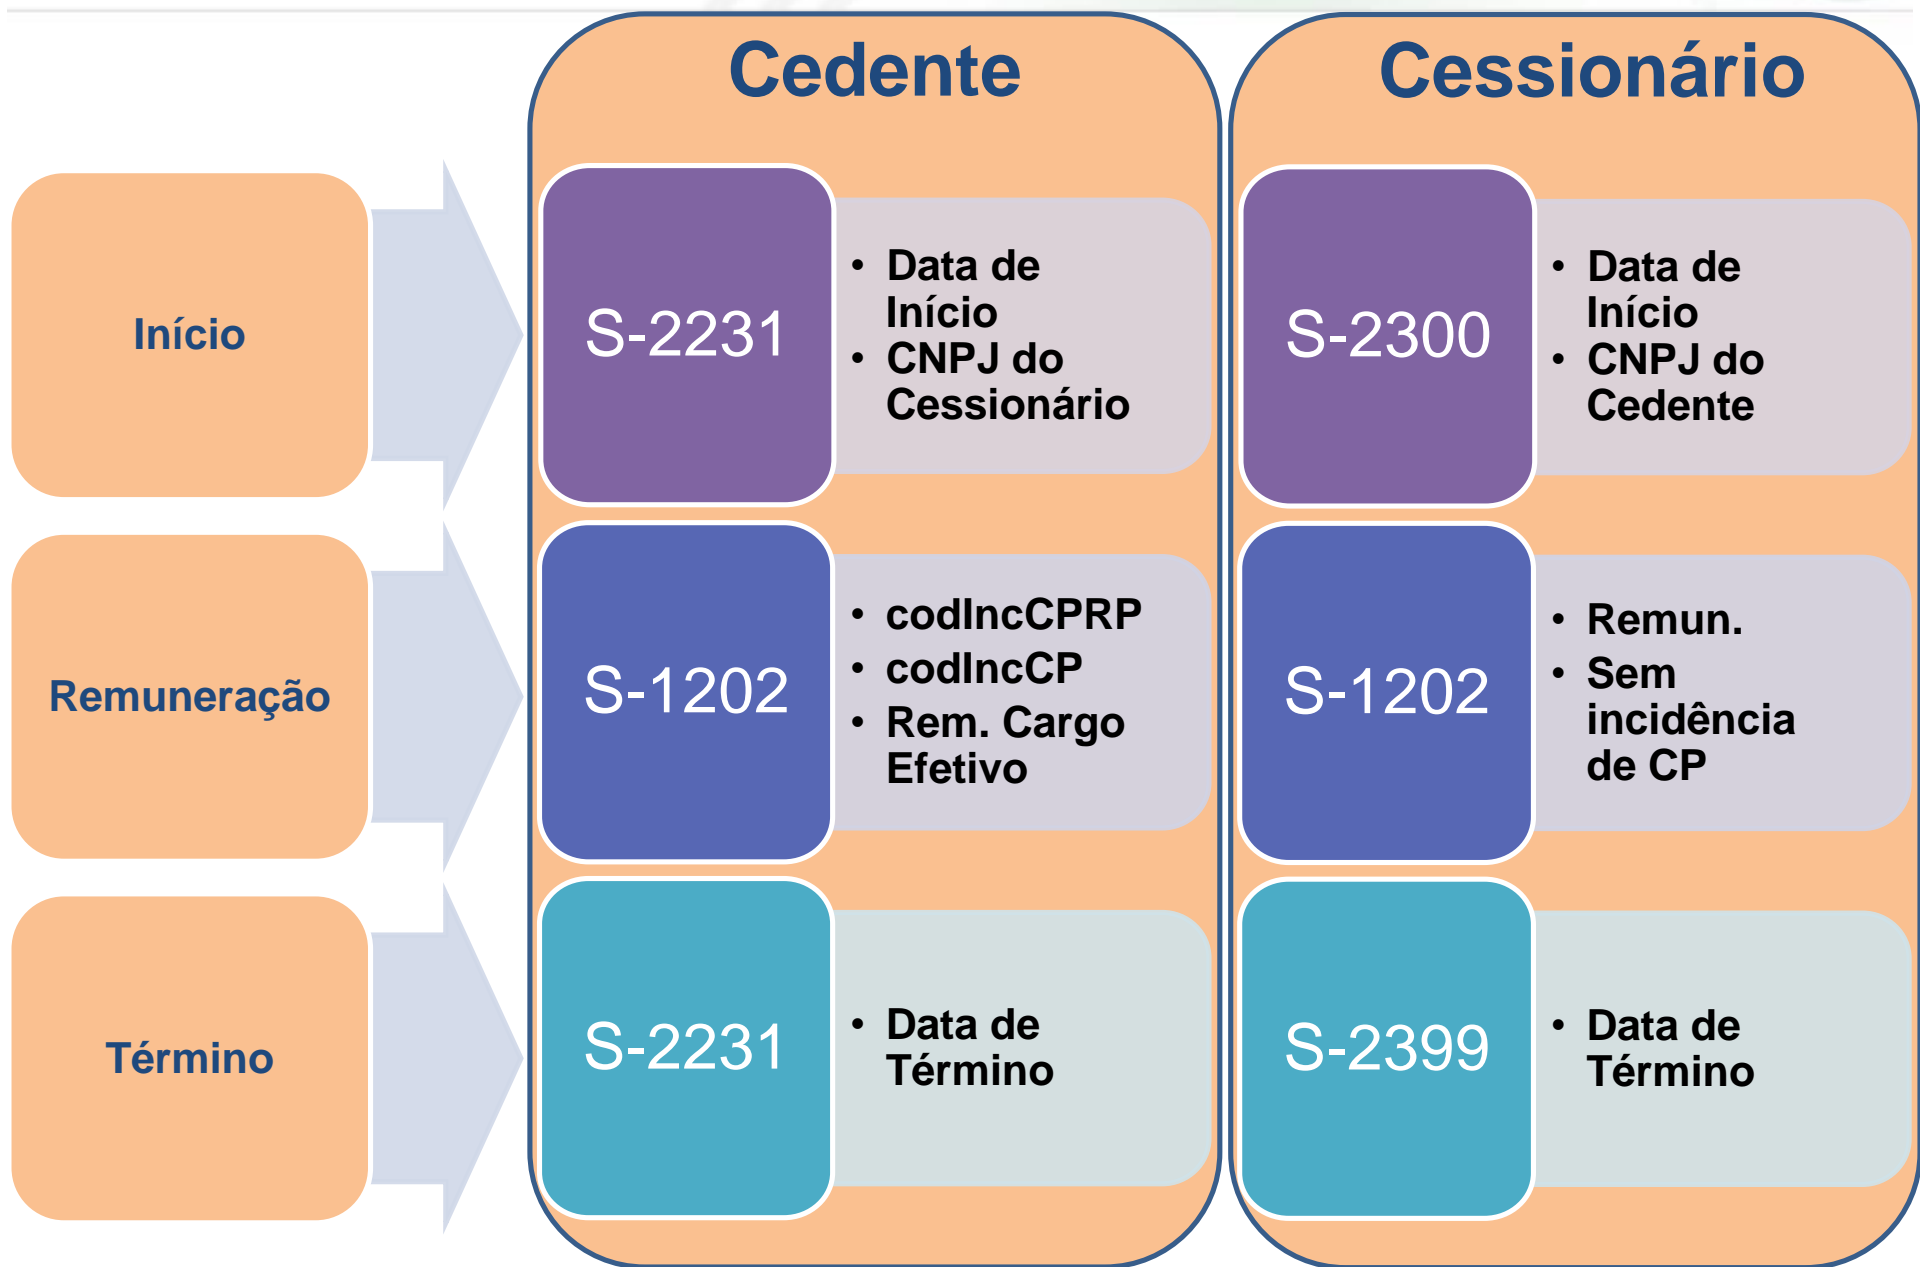 Cedente
Cessionário
Início
S-2231
• Data de
Início
• CNPJ do
Cessionário
S-2300
• Data de
Início
• CNPJ do
Cedente
Remuneração
S-1202
• codIncCPRP
• codIncCP
• Rem. Cargo
Efetivo
S-1202
• Remun.
• Sem
incidência
de CP
Término
S-2231
• Data de
Término
S-2399
• Data de
Término